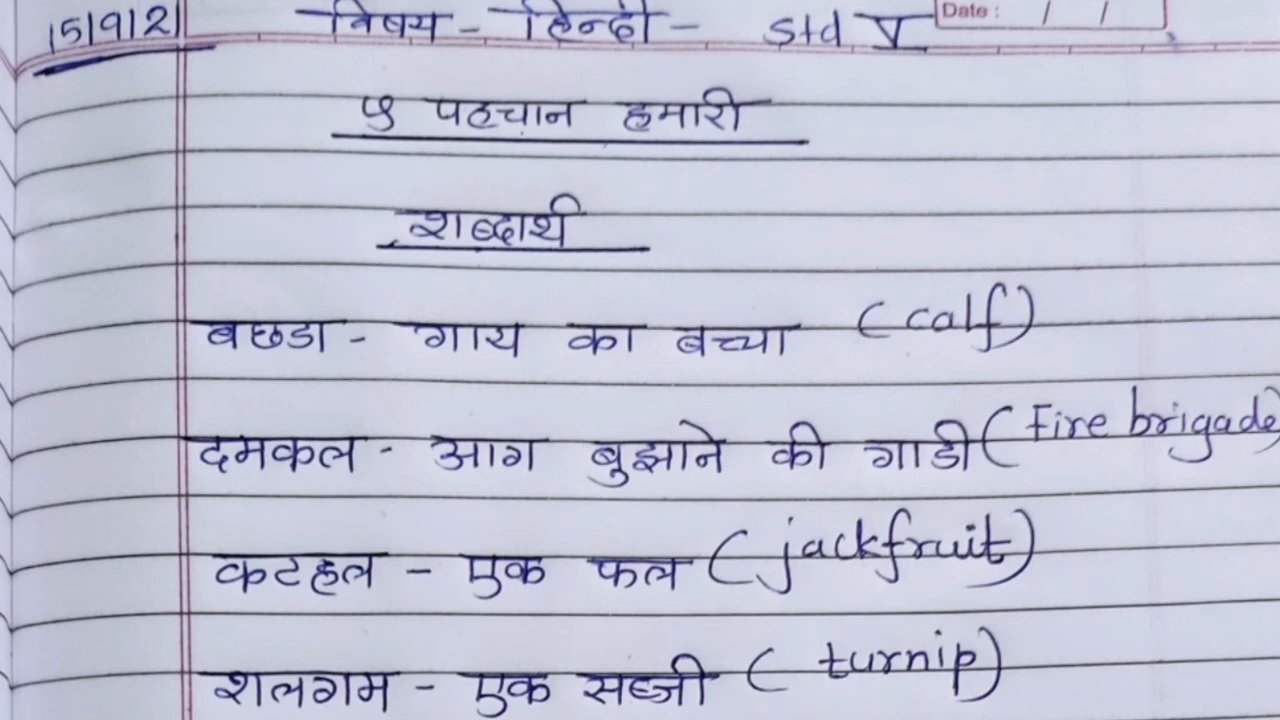 15/9/21 विषय - हिन्दी - Std V Date : / /
५ पहचान हमारी
शब्दार्थ
बछडा - गाय का बच्चा (calf)
दमकल - आग बुझाने की गाडी (Fire brigade)
कटहल - एक फल (jackfruit)
शलगम - एक सब्जी (turnip)